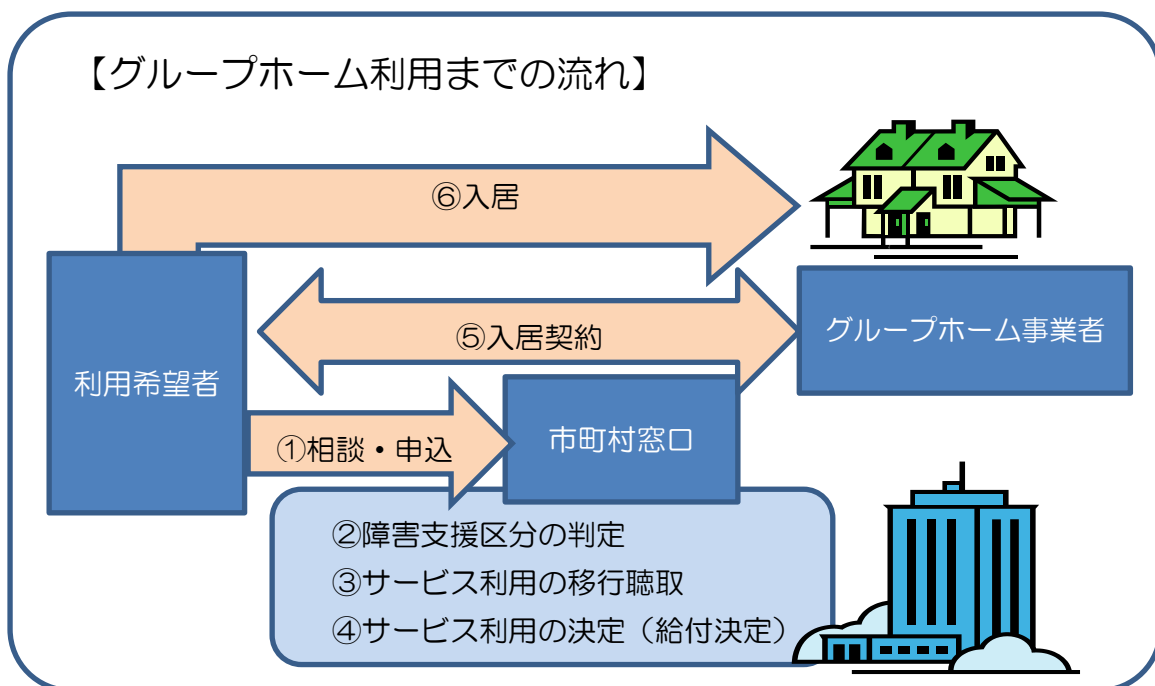 【グループホーム利用までの流れ】
⑥入居
グループホーム事業者
⑤入居契約
利用希望者
①相談・申込
市町村窓口
②障害支援区分の判定
③サービス利用の移行聴取
④サービス利用の決定（給付決定）